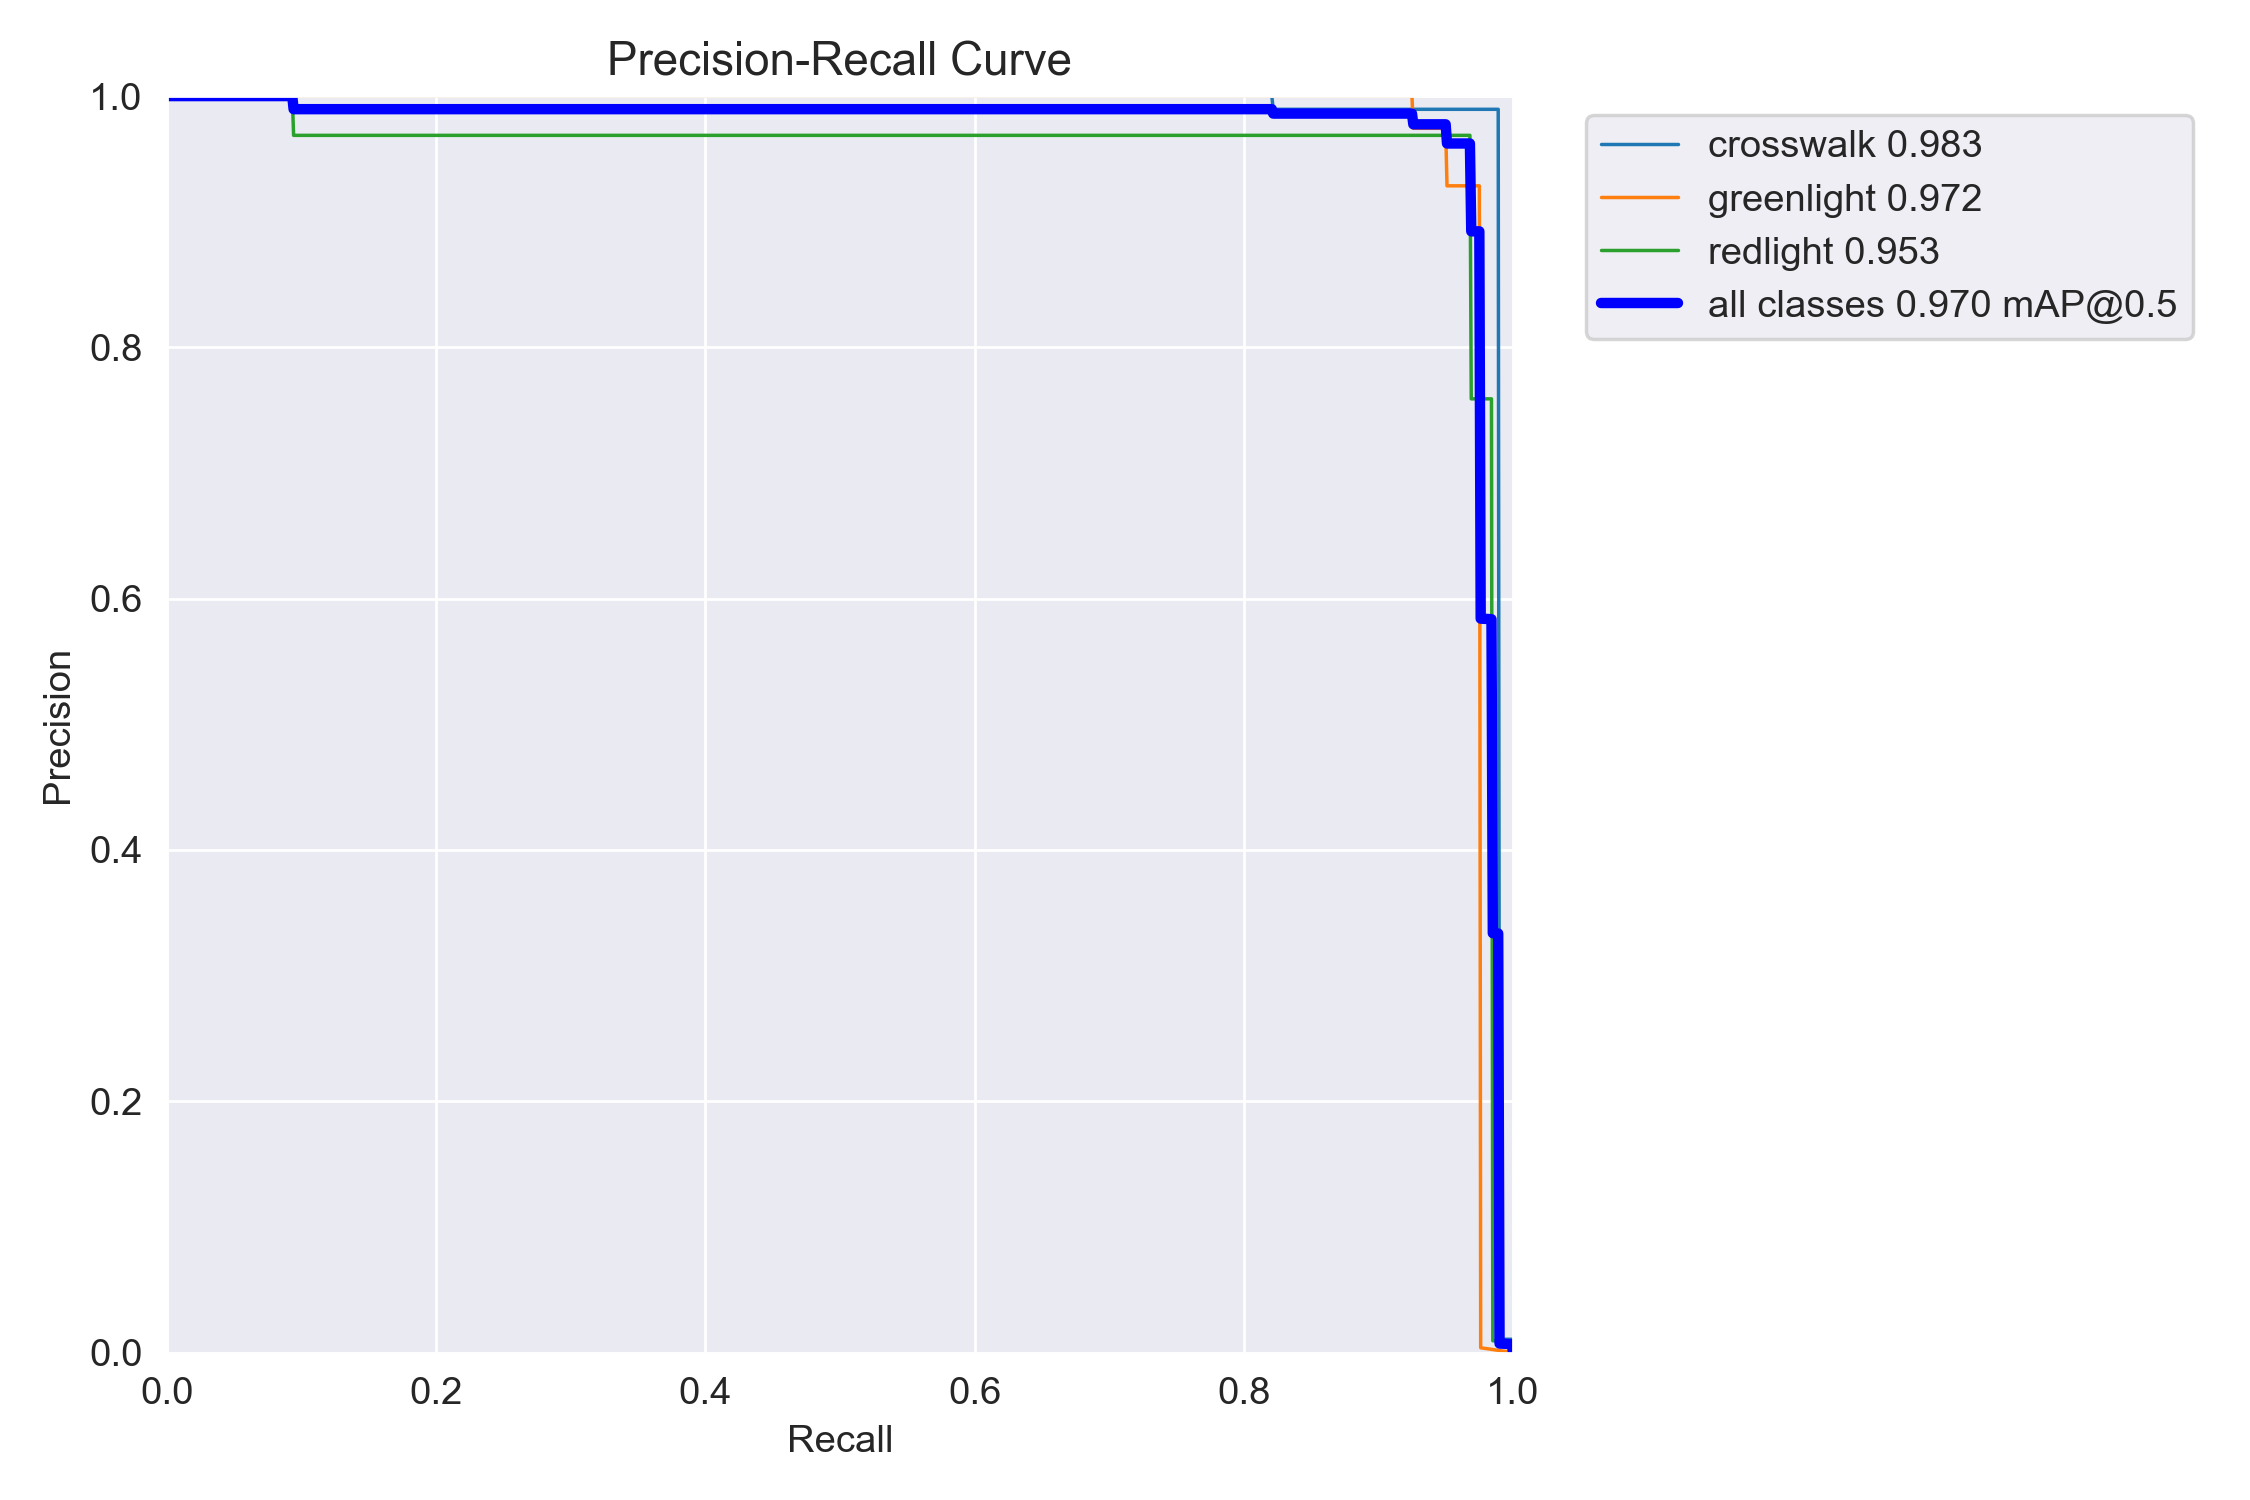 Precision-Recall Curve
1.0
0.8
0.6
0.4
0.2
0.0
Precision
0.0 0.2 0.4 0.6 0.8 1.0
Recall
crosswalk 0.983
greenlight 0.972
redlight 0.953
all classes 0.970 mAP@0.5